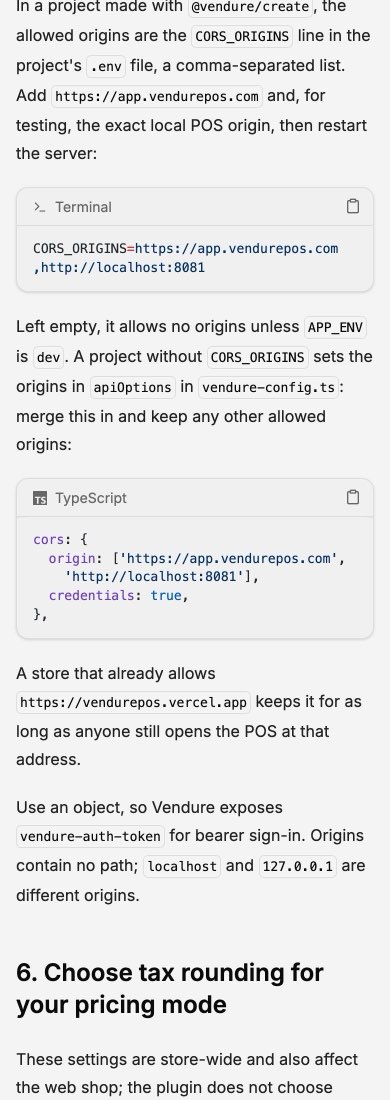 In a project made with @vendure/create, the
allowed origins are the CORS_ORIGINS line in the
project's .env file, a comma-separated list.
Add https://app.vendurepos.com and, for
testing, the exact local POS origin, then restart
the server:
Terminal
CORS_ORIGINS=https://app.vendurepos.com
,http://localhost:8081
Left empty, it allows no origins unless APP_ENV
is dev. A project without CORS_ORIGINS sets the
origins in apiOptions in vendure-config.ts:
merge this in and keep any other allowed
origins:
TS TypeScript
cors: {
  origin: ['https://app.vendurepos.com',
    'http://localhost:8081'],
  credentials: true,
},
A store that already allows
https://vendurepos.vercel.app keeps it for as
long as anyone still opens the POS at that
address.
Use an object, so Vendure exposes
vendure-auth-token for bearer sign-in. Origins
contain no path; localhost and 127.0.0.1 are
different origins.
6. Choose tax rounding for
your pricing mode
These settings are store-wide and also affect
the web shop; the plugin does not choose